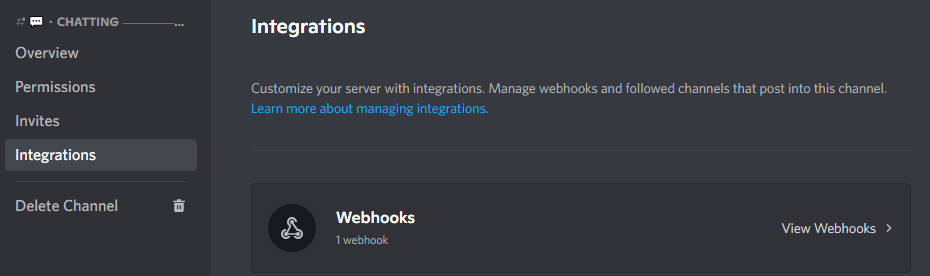 # 💬 · CHATTING ————...
Overview
Permissions
Invites
Integrations
Delete Channel
Integrations
Customize your server with integrations. Manage webhooks and followed channels that post into this channel.
Learn more about managing integrations.
Webhooks
1 webhook
View Webhooks